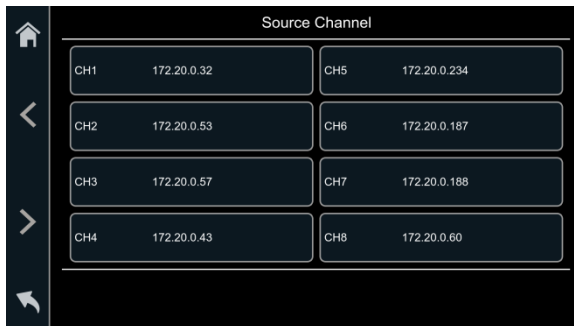 Source Channel
CH1 172.20.0.32
CH5 172.20.0.234
CH2 172.20.0.53
CH6 172.20.0.187
CH3 172.20.0.57
CH7 172.20.0.188
CH4 172.20.0.43
CH8 172.20.0.60